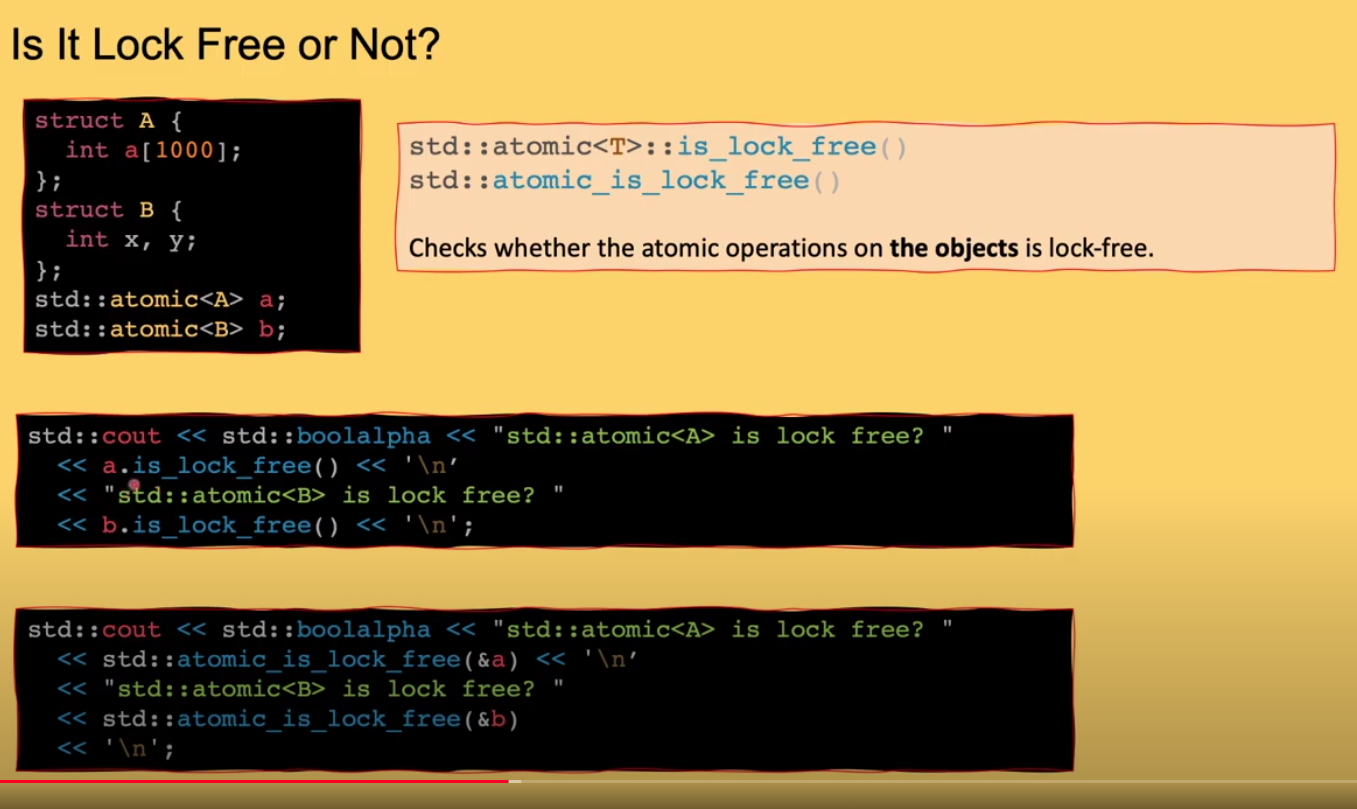 Is It Lock Free or Not?
struct A {
  int a[1000];
};
struct B {
  int x, y;
};
std::atomic<A> a;
std::atomic<B> b;
std::atomic<T>::is_lock_free()
std::atomic_is_lock_free()
Checks whether the atomic operations on the objects is lock-free.
std::cout << std::boolalpha << "std::atomic<A> is lock free? "
  << a.is_lock_free() << '\n’
  << "std::atomic<B> is lock free? "
  << b.is_lock_free() << '\n';
std::cout << std::boolalpha << "std::atomic<A> is lock free? "
  << std::atomic_is_lock_free(&a) << '\n’
  << "std::atomic<B> is lock free? "
  << std::atomic_is_lock_free(&b)
  << '\n';